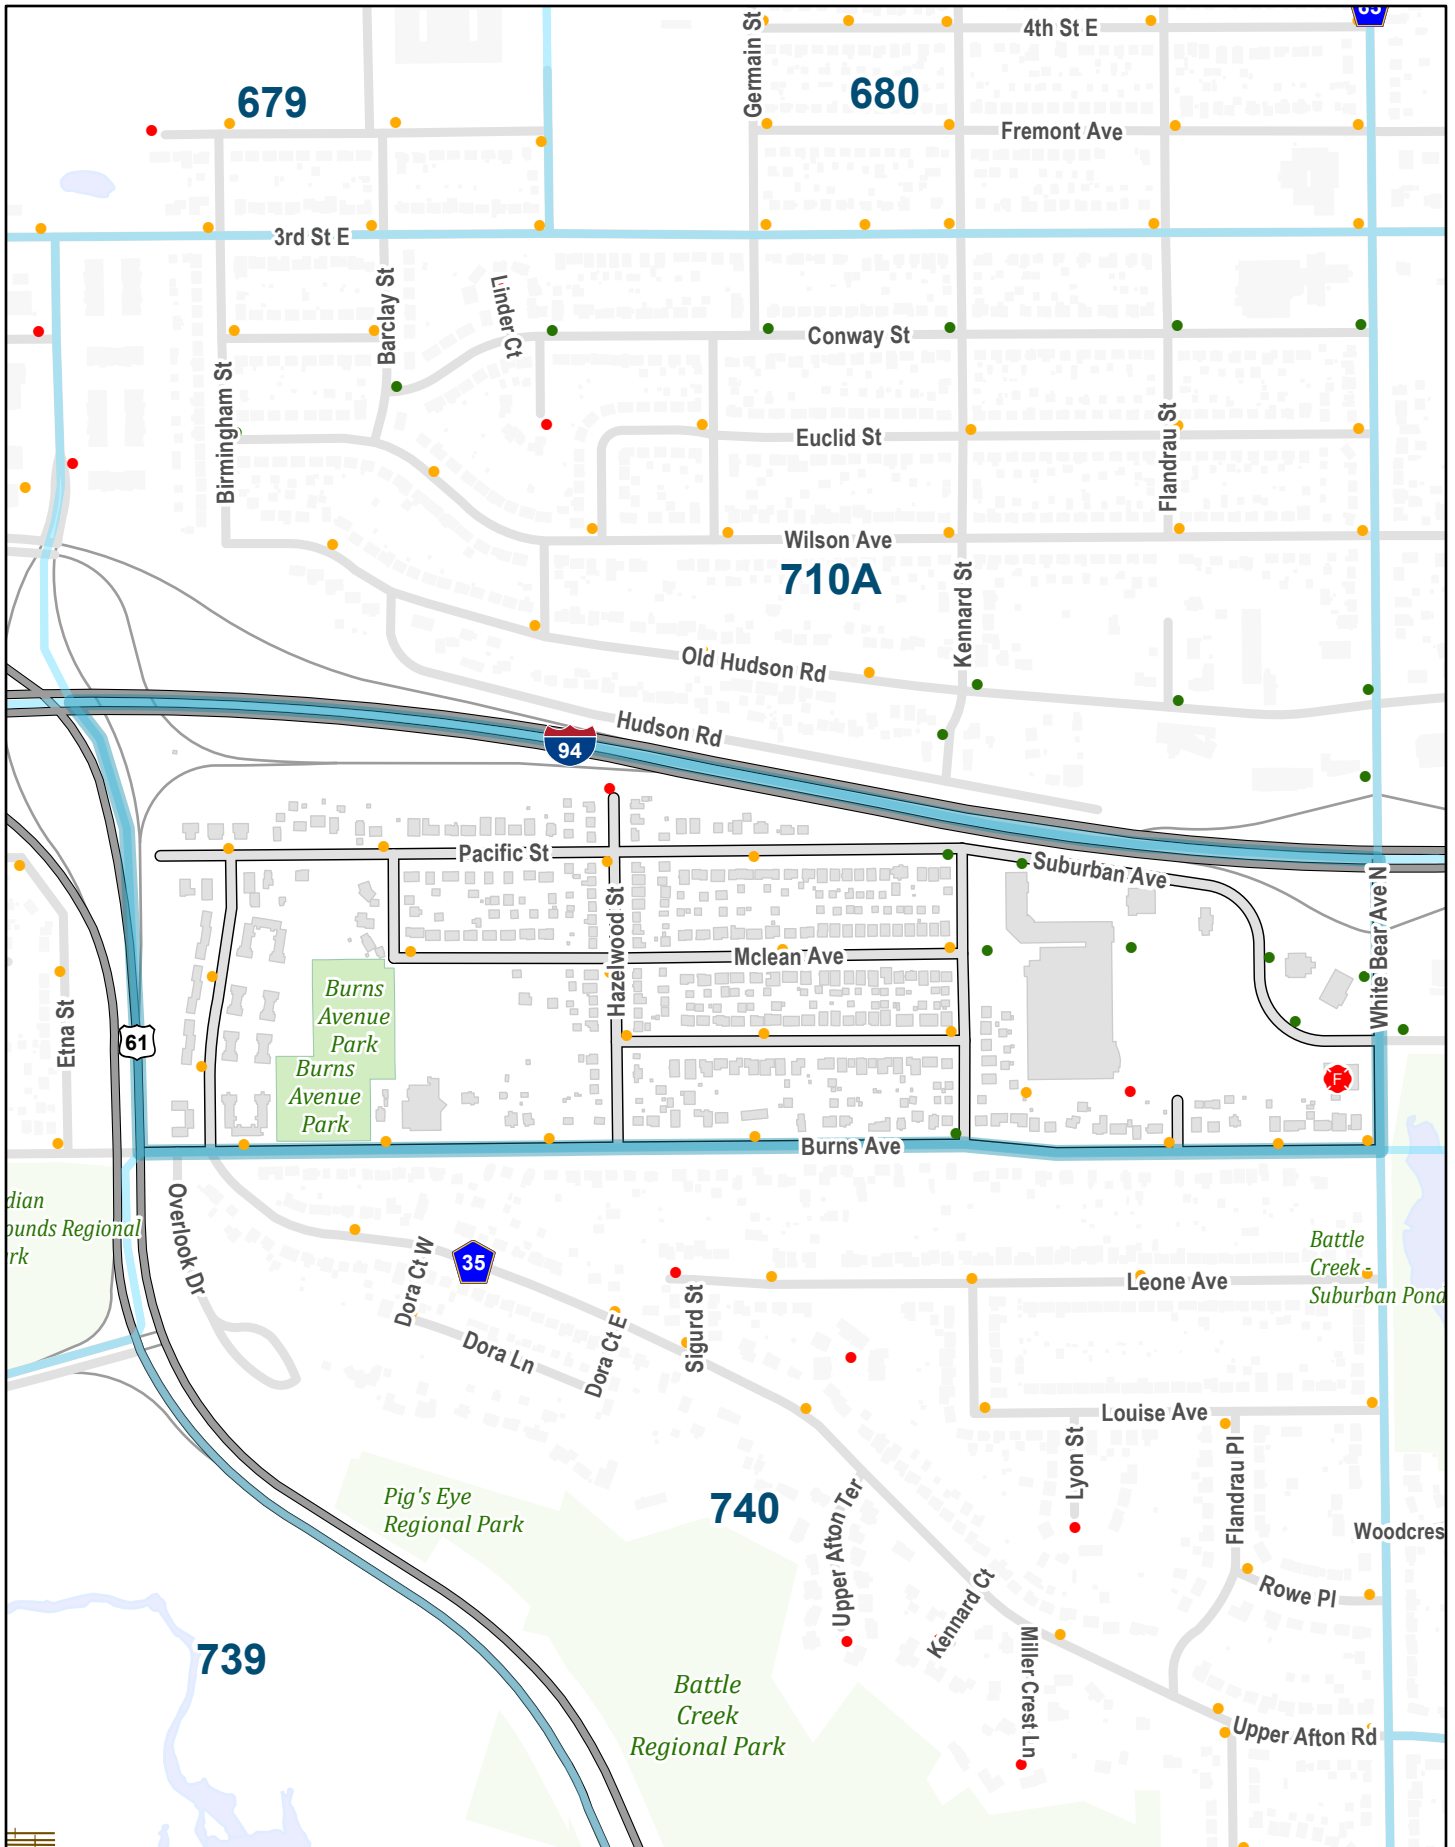 65
4th St E
Germain St
679
680
Fremont Ave
3rd St E
Barclay St
Linder Ct
Conway St
Birmingham St
Flandrau St
Euclid St
Wilson Ave
710A
Kennard St
Old Hudson Rd
Hudson Rd
94
Pacific St
Suburban Ave
White Bear Ave N
Hazelwood St
Mclean Ave
Burns
Avenue
Park
Etna St
61
Burns
Avenue
Park
F
Burns Ave
dian
ounds Regional
rk
Overlook Dr
Dora Ct W
35
Battle
Creek -
Suburban Pond
Leone Ave
Sigurd St
Dora Ct E
Dora Ln
Louise Ave
Lyon St
Flandrau Pl
Pig's Eye
Regional Park
740
Upper Afton Ter
Woodcres
Rowe Pl
Kennard Ct
Miller Crest Ln
739
Battle
Creek
Regional Park
Upper Afton Rd